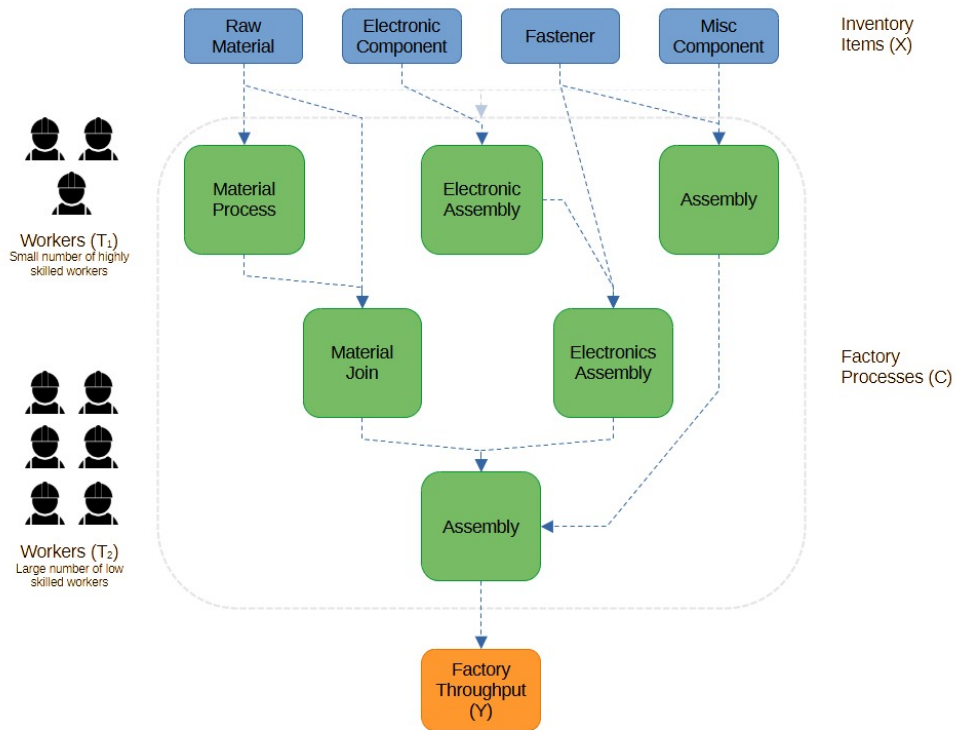 Raw
Material
Electronic
Component
Fastener
Misc
Component
Inventory
Items (X)
Material
Process
Electronic
Assembly
Assembly
Workers (T₁)
Small number of highly
skilled workers
Material
Join
Electronics
Assembly
Factory
Processes (C)
Assembly
Workers (T₂)
Large number of low
skilled workers
Factory
Throughput
(Y)